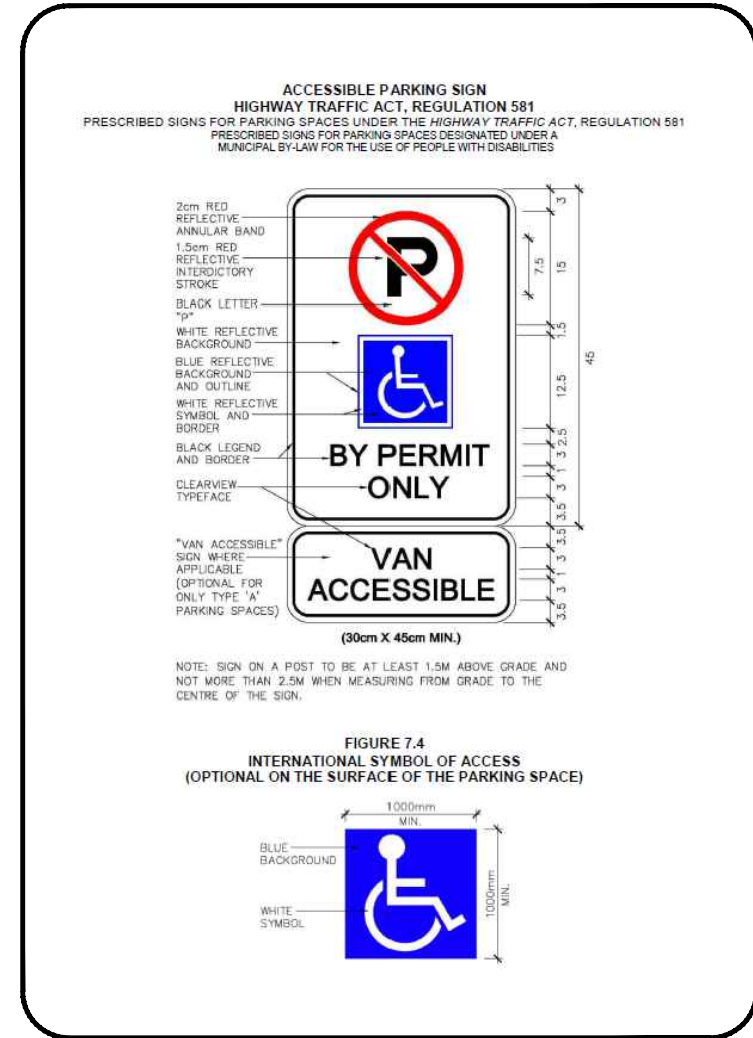 ACCESSIBLE PARKING SIGN
HIGHWAY TRAFFIC ACT, REGULATION 581
PRESCRIBED SIGNS FOR PARKING SPACES UNDER THE HIGHWAY TRAFFIC ACT, REGULATION 581
PRESCRIBED SIGNS FOR PARKING SPACES DESIGNATED UNDER A
MUNICIPAL BY-LAW FOR THE USE OF PEOPLE WITH DISABILITIES
2cm RED
REFLECTIVE
ANNULAR BAND
1.5cm RED
REFLECTIVE
INTERDICTORY
STROKE
BLACK LETTER
"P"
WHITE REFLECTIVE
BACKGROUND
BLUE REFLECTIVE
BACKGROUND
AND OUTLINE
WHITE REFLECTIVE
SYMBOL AND
BORDER
BLACK LEGEND
AND BORDER
CLEARVIEW
TYPEFACE
"VAN ACCESSIBLE"
SIGN WHERE
APPLICABLE
(OPTIONAL FOR
ONLY TYPE 'A'
PARKING SPACES)
P
BY PERMIT
ONLY
VAN
ACCESSIBLE
3
7.5
15
1.5
12.5
2.5
3
1
3
3.5
45
3.5
3
1
3
3.5
(30cm X 45cm MIN.)
NOTE: SIGN ON A POST TO BE AT LEAST 1.5M ABOVE GRADE AND
NOT MORE THAN 2.5M WHEN MEASURING FROM GRADE TO THE
CENTRE OF THE SIGN.
FIGURE 7.4
INTERNATIONAL SYMBOL OF ACCESS
(OPTIONAL ON THE SURFACE OF THE PARKING SPACE)
1000mm
MIN.
BLUE
BACKGROUND
WHITE
SYMBOL
1000mm
MIN.